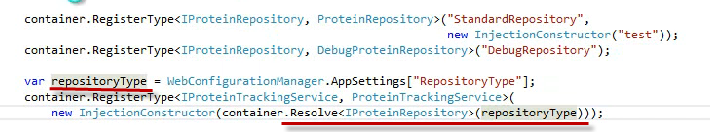 container.RegisterType<IProteinRepository, ProteinRepository>("StandardRepository",
new InjectionConstructor("test"));
container.RegisterType<IProteinRepository, DebugProteinRepository>("DebugRepository");
var repositoryType = WebConfigurationManager.AppSettings["RepositoryType"];
container.RegisterType<IProteinTrackingService, ProteinTrackingService>(
new InjectionConstructor(container.Resolve<IProteinRepository>(repositoryType)));